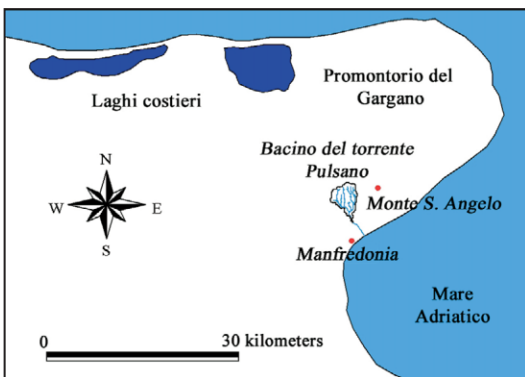 Laghi costieri
Promontorio del
Gargano
Bacino del torrente
Pulsano
Monte S. Angelo
Manfredonia
N
W E
S
Mare
Adriatico
0 30 kilometers